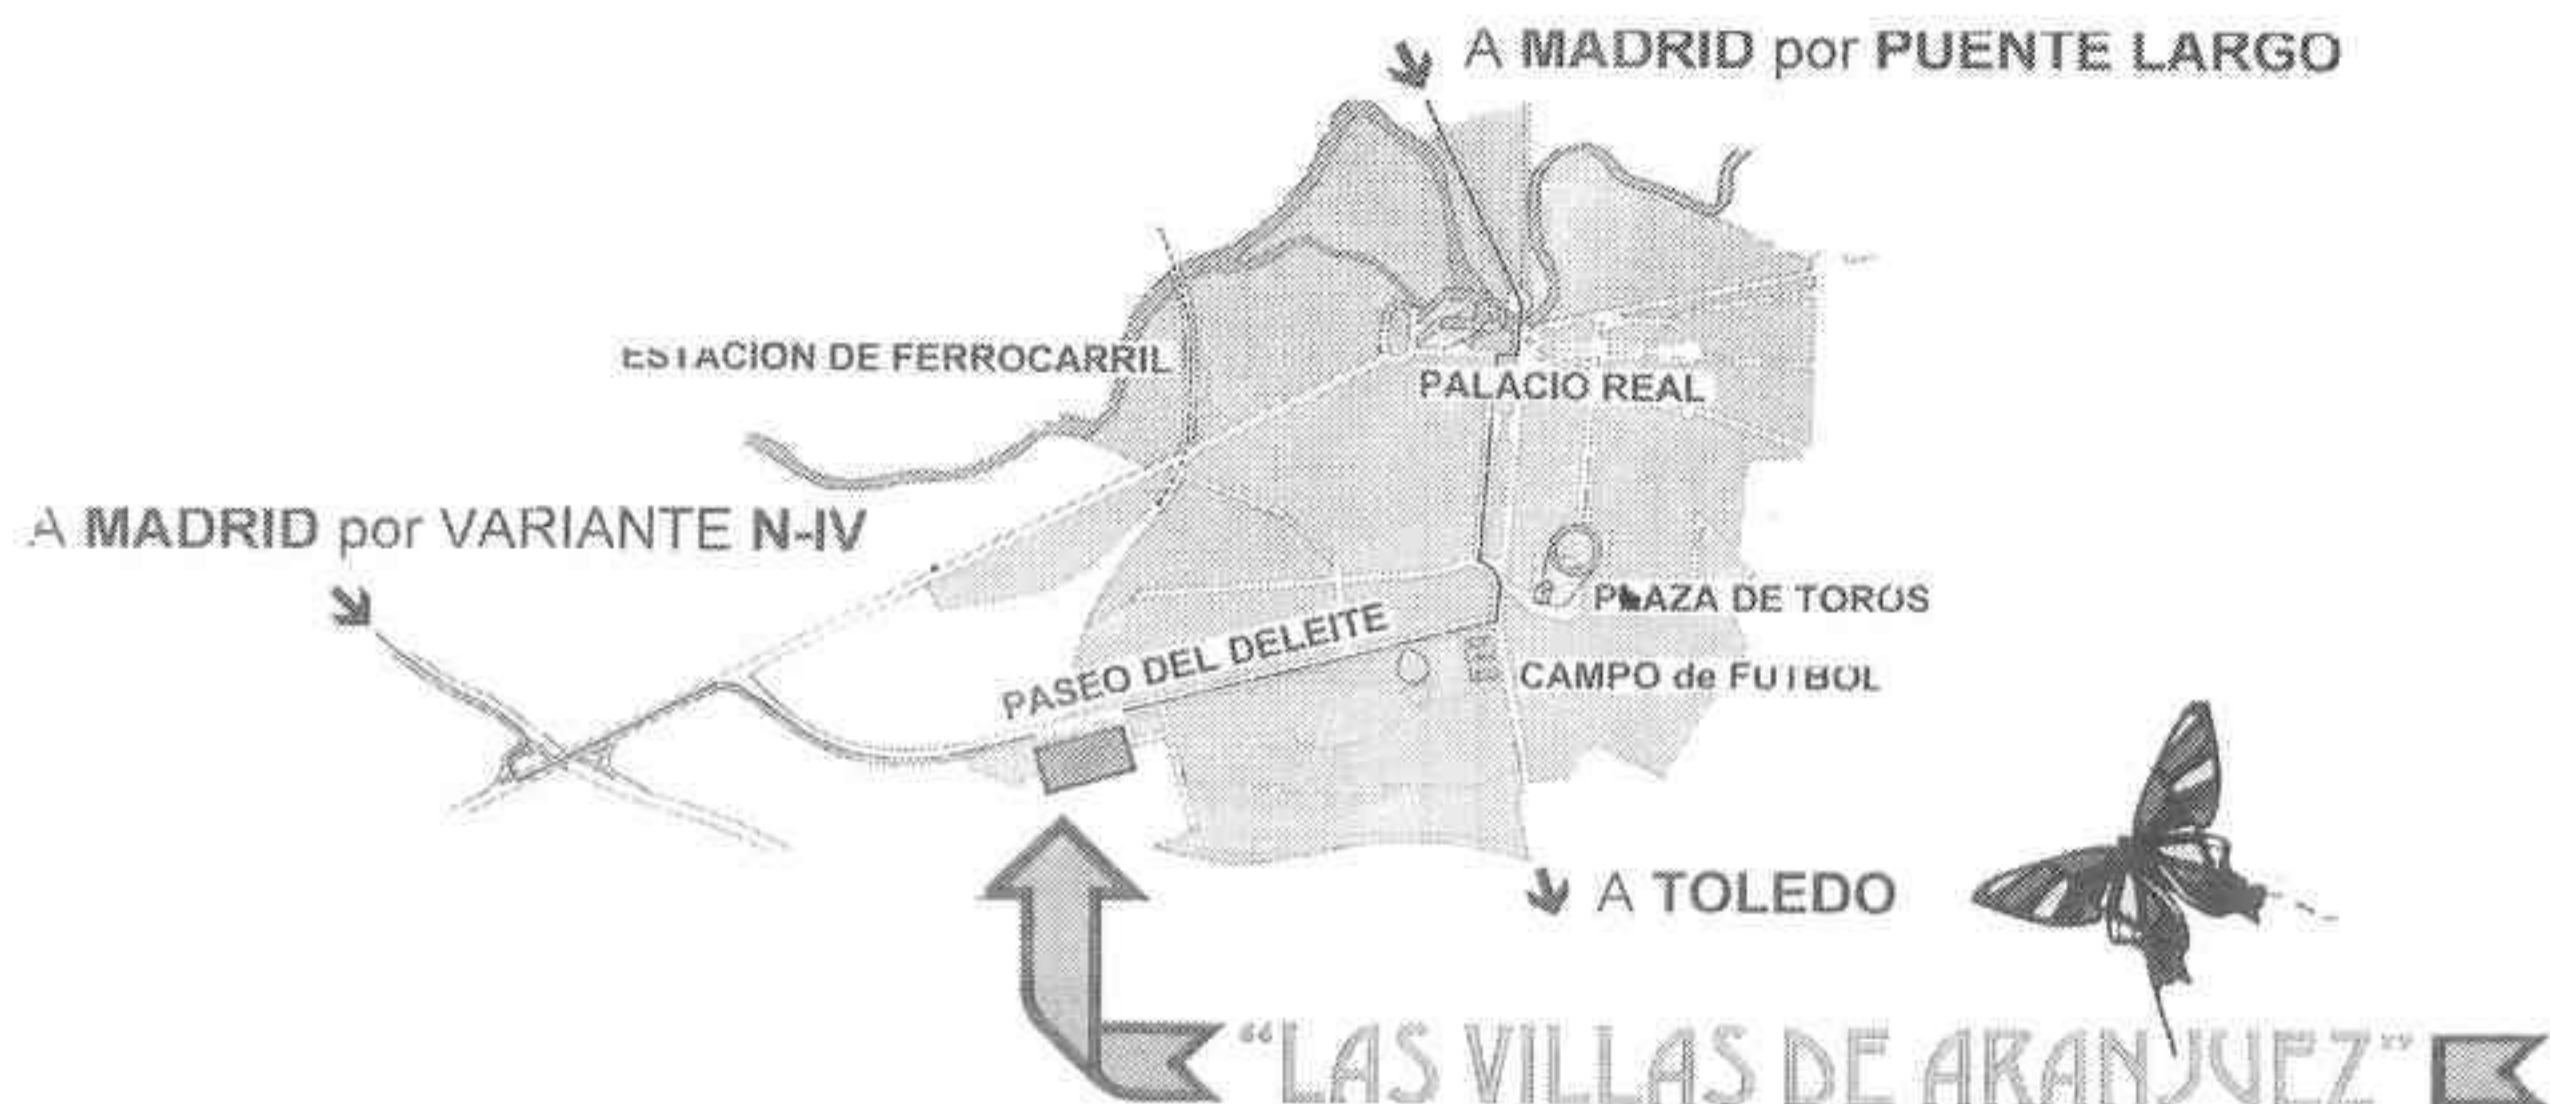 A MADRID por PUENTE LARGO
ESTACION DE FERROCARRIL
PALACIO REAL
A MADRID por VARIANTE N-IV
PLAZA DE TOROS
PASEO DEL DELEITE
CAMPO de FUTBOL
A TOLEDO
"LAS VILLAS DE ARANJUEZ"